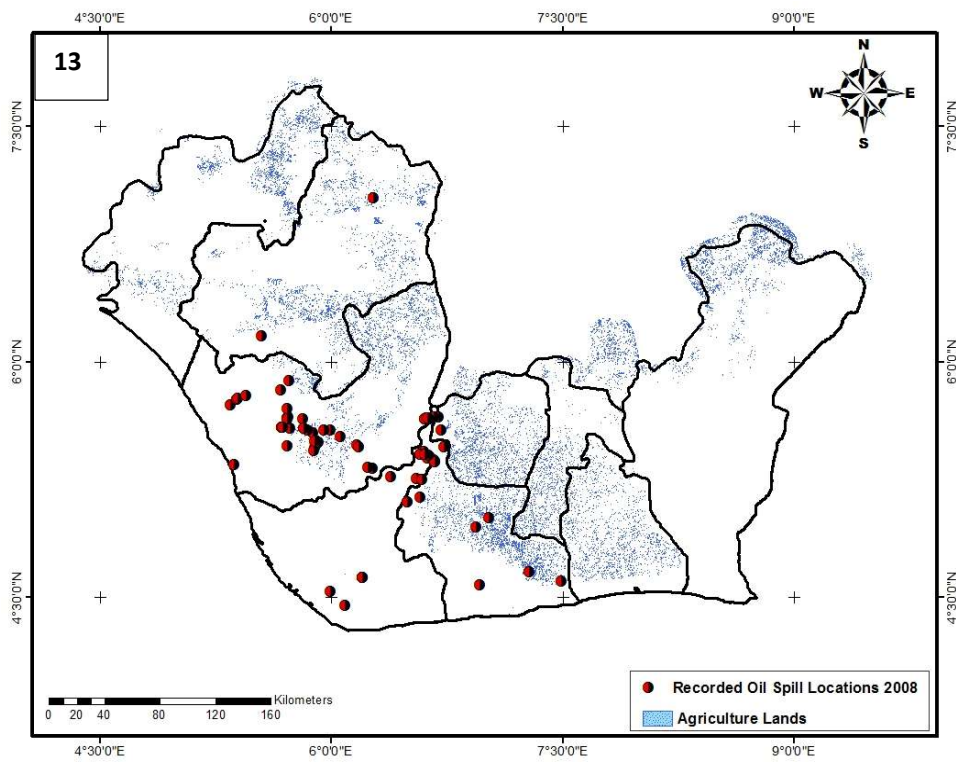 4°30'0"E 6°0'0"E 7°30'0"E 9°0'0"E
13
N
W E
S
7°30'0"N 7°30'0"N
6°0'0"N 6°0'0"N
4°30'0"N 4°30'0"N
Kilometers
0 20 40 80 120 160
Recorded Oil Spill Locations 2008
Agriculture Lands
4°30'0"E 6°0'0"E 7°30'0"E 9°0'0"E